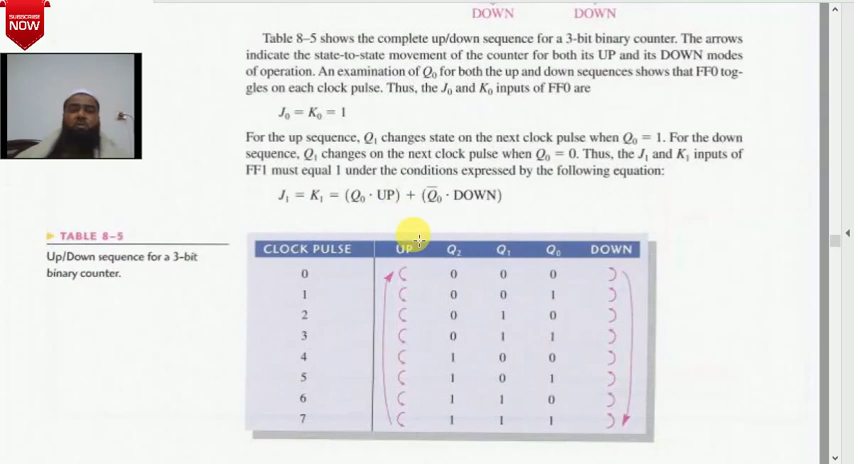 SUBSCRIBE
NOW
DOWN DOWN
Table 8–5 shows the complete up/down sequence for a 3-bit binary counter. The arrows
indicate the state-to-state movement of the counter for both its UP and its DOWN modes
of operation. An examination of Q₀ for both the up and down sequences shows that FF0 tog-
gles on each clock pulse. Thus, the J₀ and K₀ inputs of FF0 are
J₀ = K₀ = 1
For the up sequence, Q₁ changes state on the next clock pulse when Q₀ = 1. For the down
sequence, Q₁ changes on the next clock pulse when Q₀ = 0. Thus, the J₁ and K₁ inputs of
FF1 must equal 1 under the conditions expressed by the following equation:
J₁ = K₁ = (Q₀ · UP) + (Q̅₀ · DOWN)
TABLE 8–5
Up/Down sequence for a 3-bit
binary counter.
CLOCK PULSE UP Q₂ Q₁ Q₀ DOWN
0 0 0 0
1 0 0 1
2 0 1 0
3 0 1 1
4 1 0 0
5 1 0 1
6 1 1 0
7 1 1 1